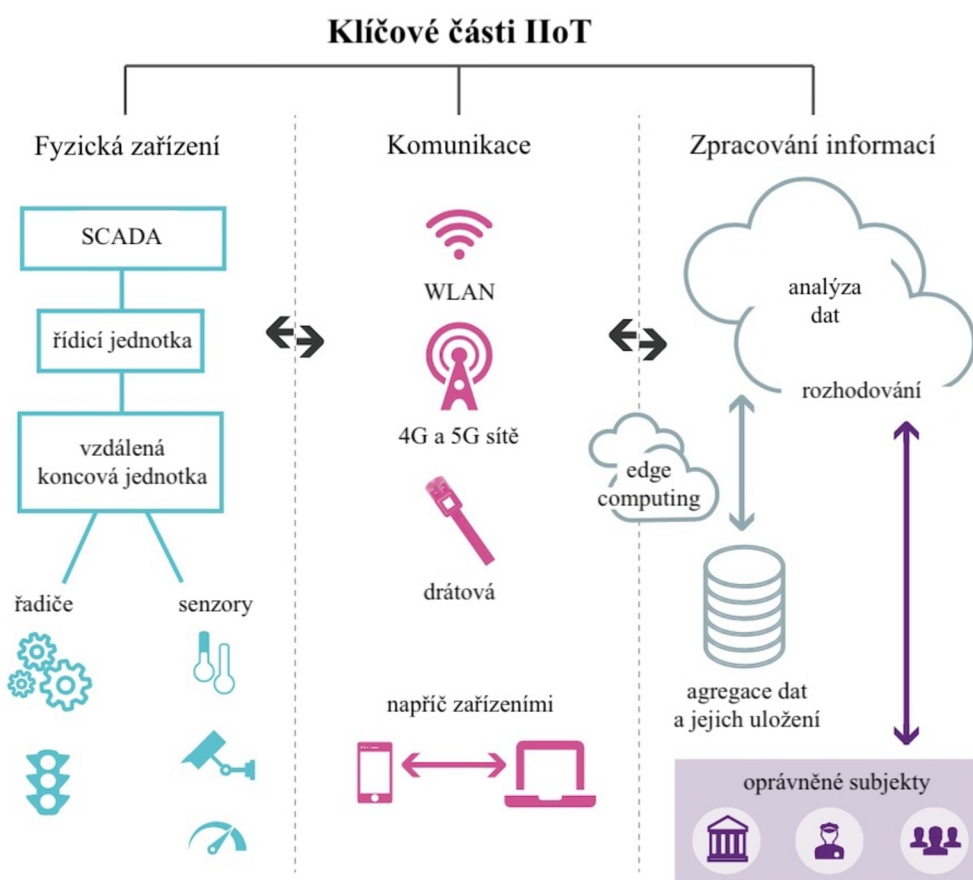 Klíčové části IIoT
Fyzická zařízení
SCADA
řídicí jednotka
vzdálená
koncová jednotka
řadiče
senzory
Komunikace
WLAN
4G a 5G sítě
drátová
napříč zařízeními
Zpracování informací
analýza
dat
rozhodování
edge
computing
agregace dat
a jejich uložení
oprávněné subjekty